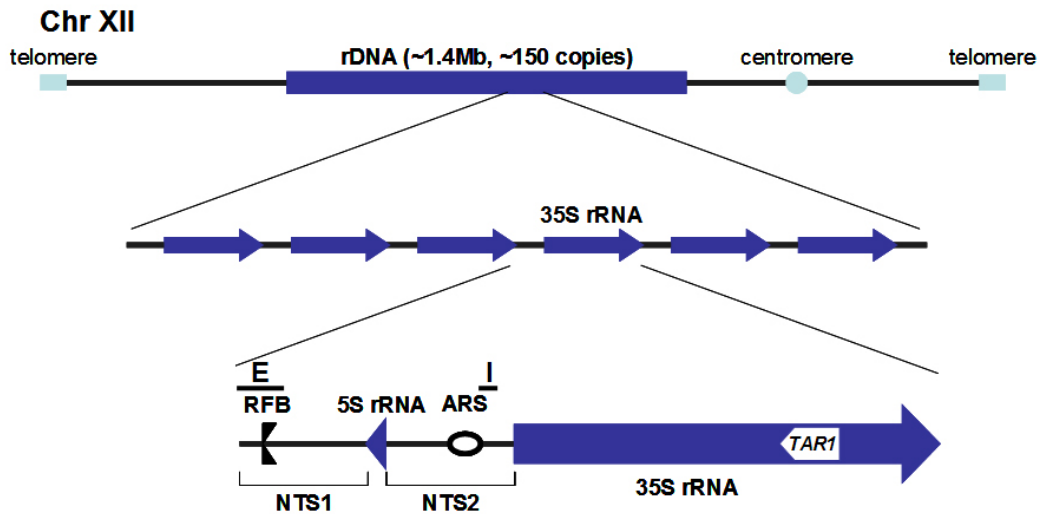 Chr XII
telomere
rDNA (~1.4Mb, ~150 copies)
centromere
telomere
35S rRNA
E
I
RFB
5S rRNA
ARS
TAR1
NTS1
NTS2
35S rRNA